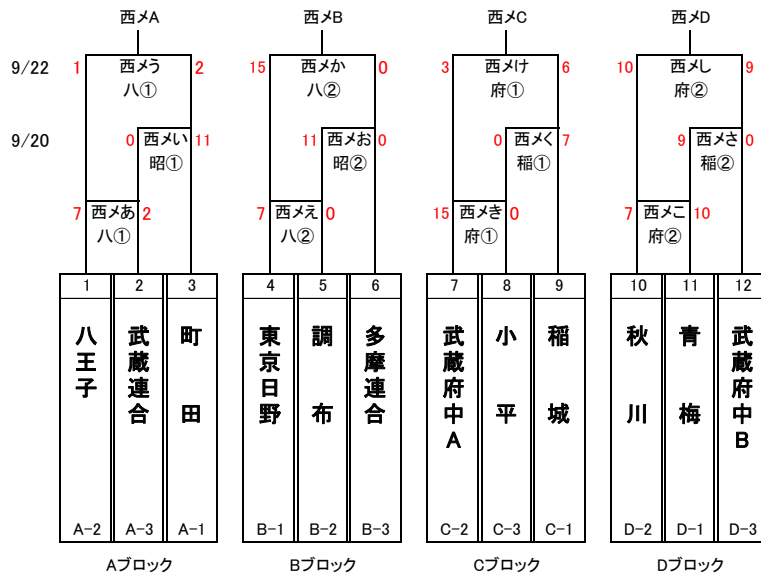 西メA 西メB 西メC 西メD
9/22 1 西メう 2 15 西メか 0 3 西メけ 6 10 西メし 9
八① 八② 府① 府②
9/20 0 西メい 11 11 西メお 0 0 西メく 7 9 西メさ 0
昭① 昭② 稲① 稲②
7 西メあ 2 7 西メえ 0 15 西メき 0 7 西メこ 10
八① 八② 府① 府②
1 2 3 4 5 6 7 8 9 10 11 12
八王子 武蔵連合 町田 東京日野 調布 多摩連合 武蔵府中A 小平 稲城 秋川 青梅 武蔵府中B
A-2 A-3 A-1 B-1 B-2 B-3 C-2 C-3 C-1 D-2 D-1 D-3
Aブロック Bブロック Cブロック Dブロック